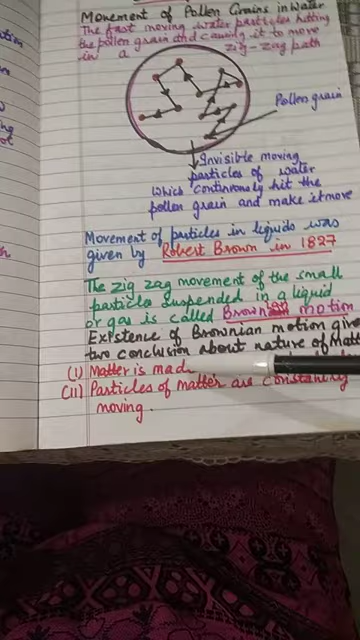 Movement of Pollen Grains in Water
The fast moving water particles hitting
the pollen grain and causing it to move
in a zig-zag path
Pollen grain
Invisible moving
particles of water
Which continuously hit the
pollen grain and make it move
Movement of particles in liquids was
given by Robert Brown in 1827
The zig zag movement of the small
particles suspended in a liquid
or gas is called Brownian motion
Existence of Brownian motion give
two conclusion about nature of Matt
(i) Matter is mad
(ii) Particles of matter are constantly
moving.